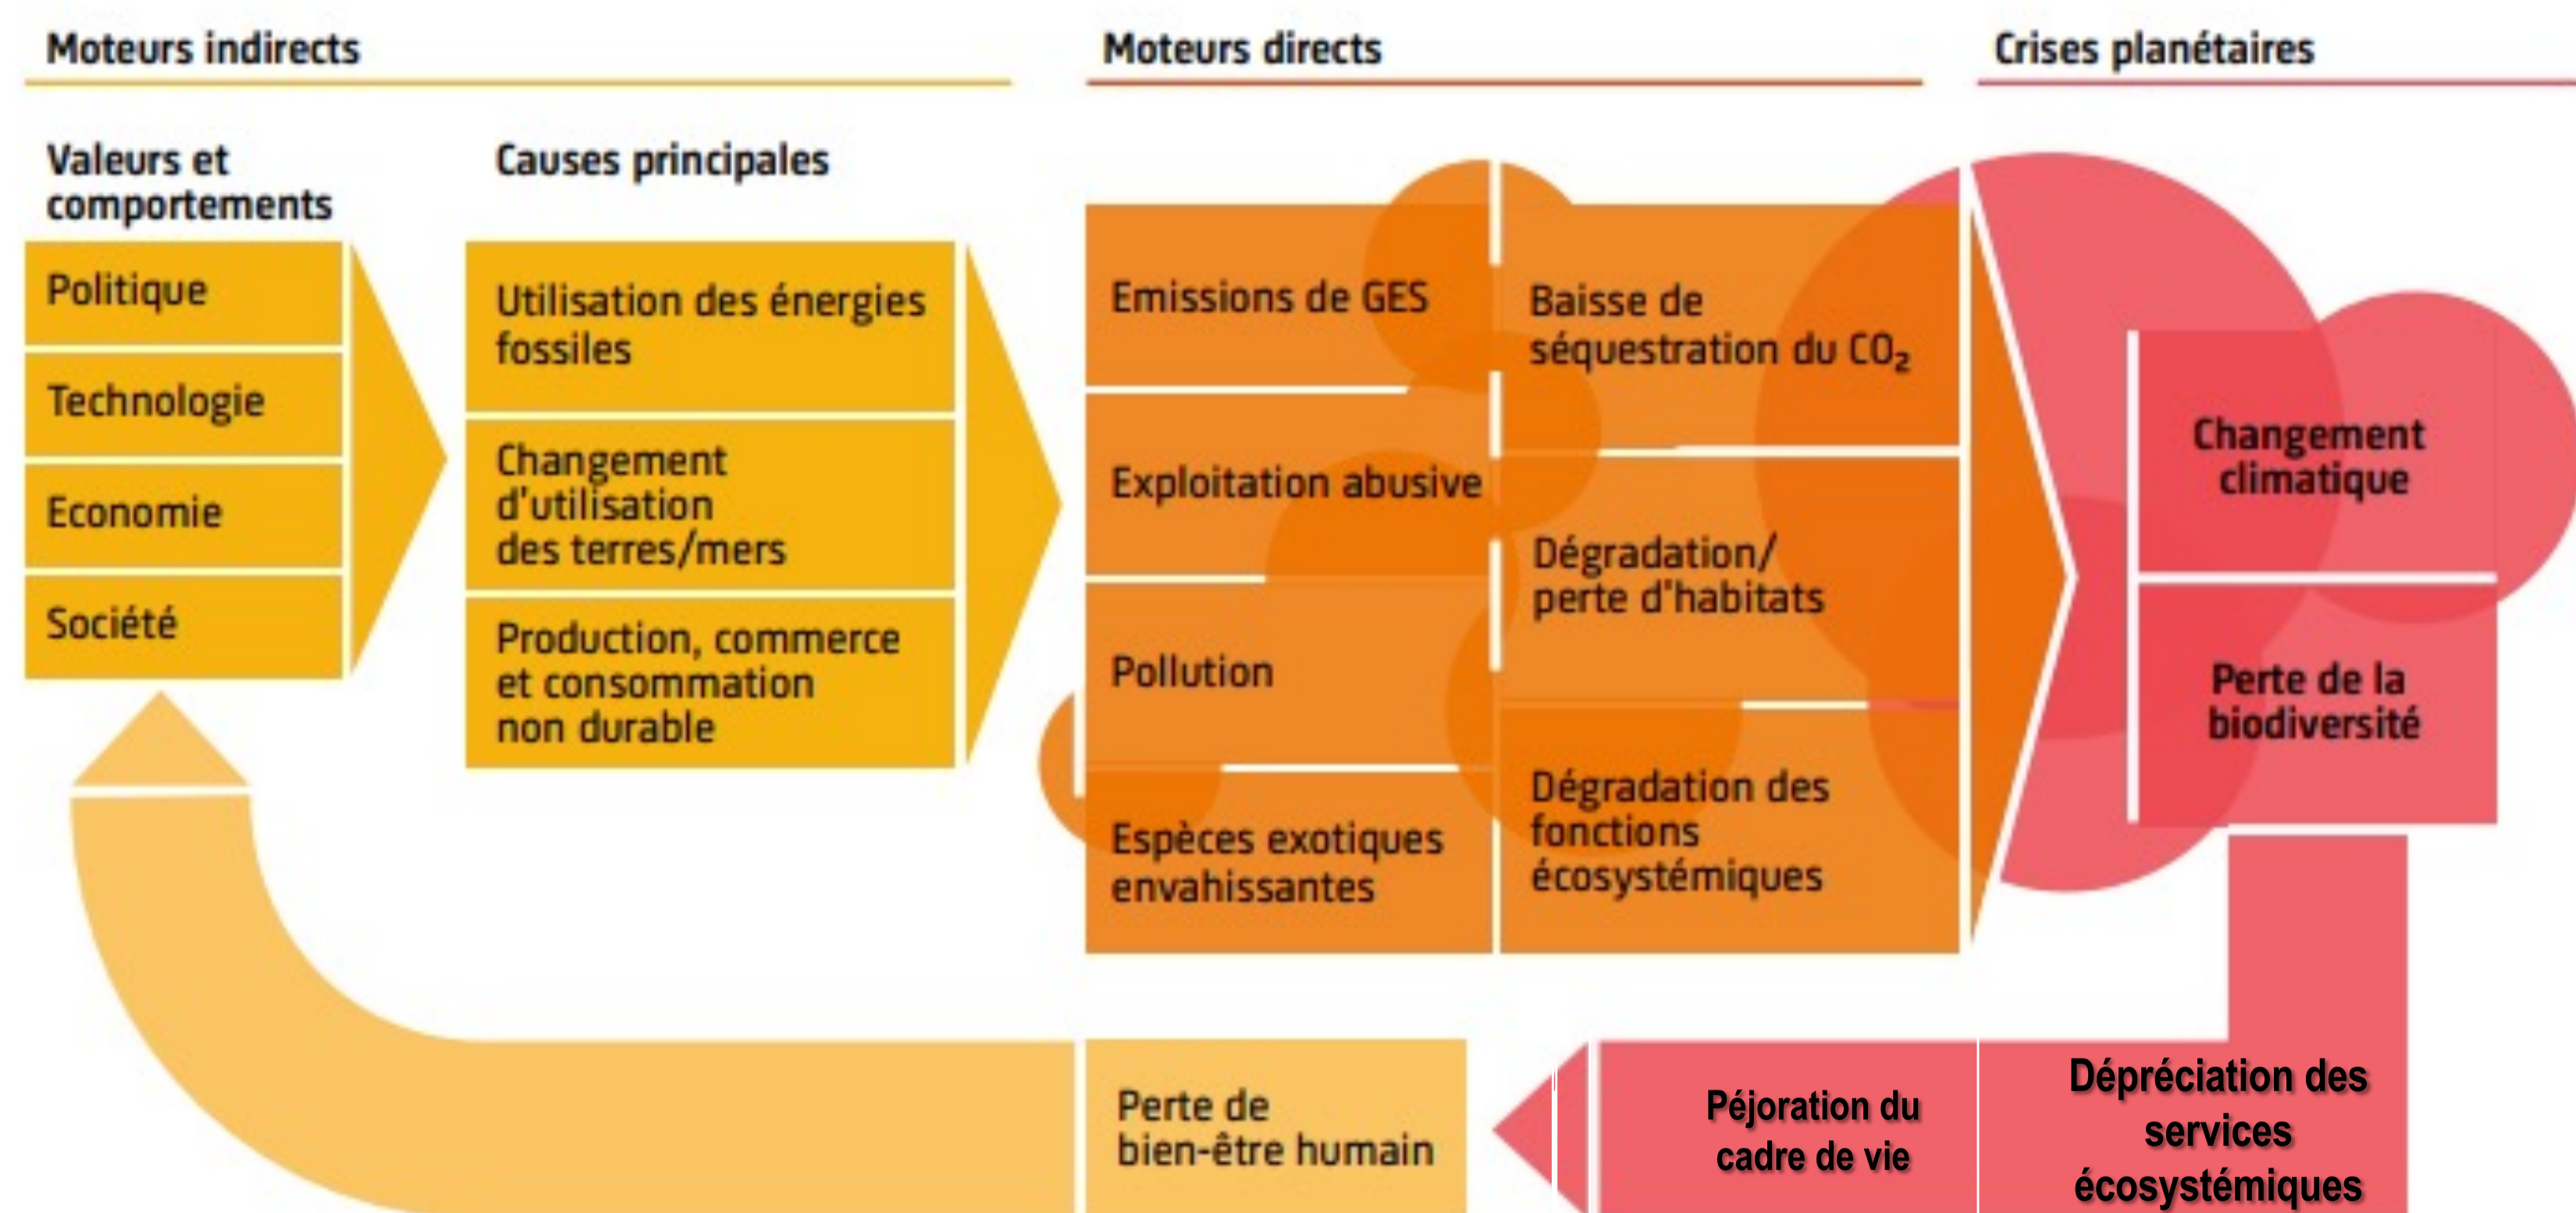 Moteurs indirects
Moteurs directs
Crises planétaires
Valeurs et
comportements
Politique
Technologie
Economie
Société
Causes principales
Utilisation des énergies
fossiles
Changement
d'utilisation
des terres/mers
Production, commerce
et consommation
non durable
Emissions de GES
Exploitation abusive
Pollution
Espèces exotiques
envahissantes
Baisse de
séquestration du CO₂
Dégradation/
perte d'habitats
Dégradation des
fonctions
écosystémiques
Changement
climatique
Perte de la
biodiversité
Perte de
bien-être humain
Péjoration du
cadre de vie
Dépréciation des
services
écosystémiques